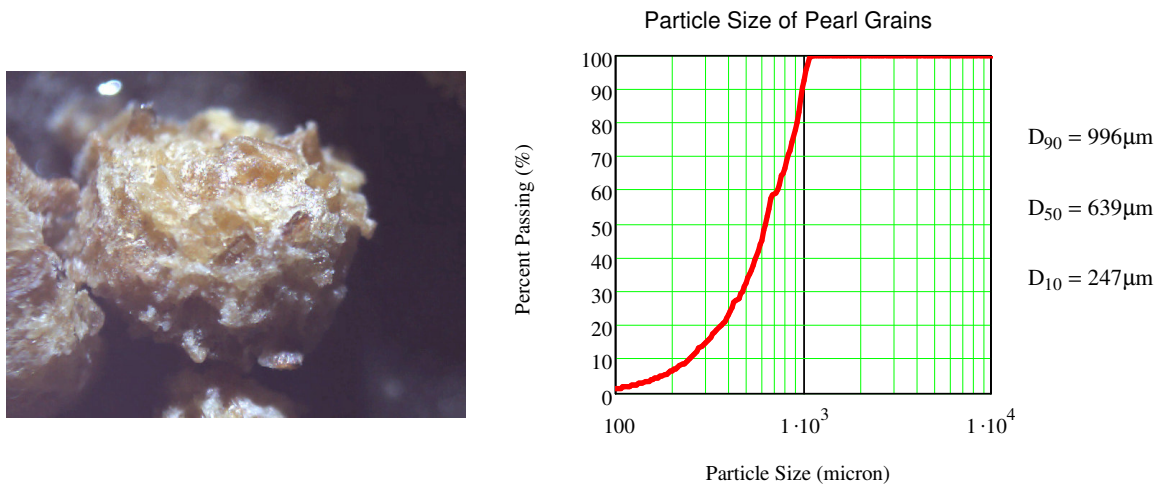 Particle Size of Pearl Grains
100
90
80
70
60
50
40
30
20
10
0
Percent Passing (%)
100
1·10³
1·10⁴
Particle Size (micron)
D₉₀ = 996μm
D₅₀ = 639μm
D₁₀ = 247μm